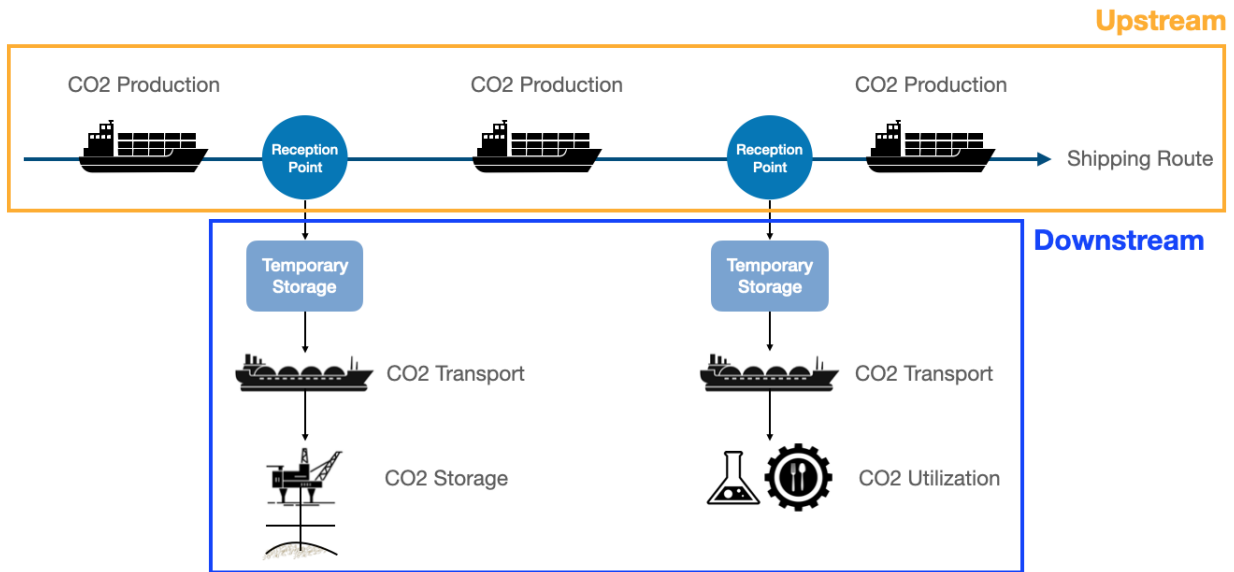 Upstream
CO2 Production
CO2 Production
CO2 Production
Reception
Point
Reception
Point
Shipping Route
Downstream
Temporary
Storage
Temporary
Storage
CO2 Transport
CO2 Transport
CO2 Storage
CO2 Utilization